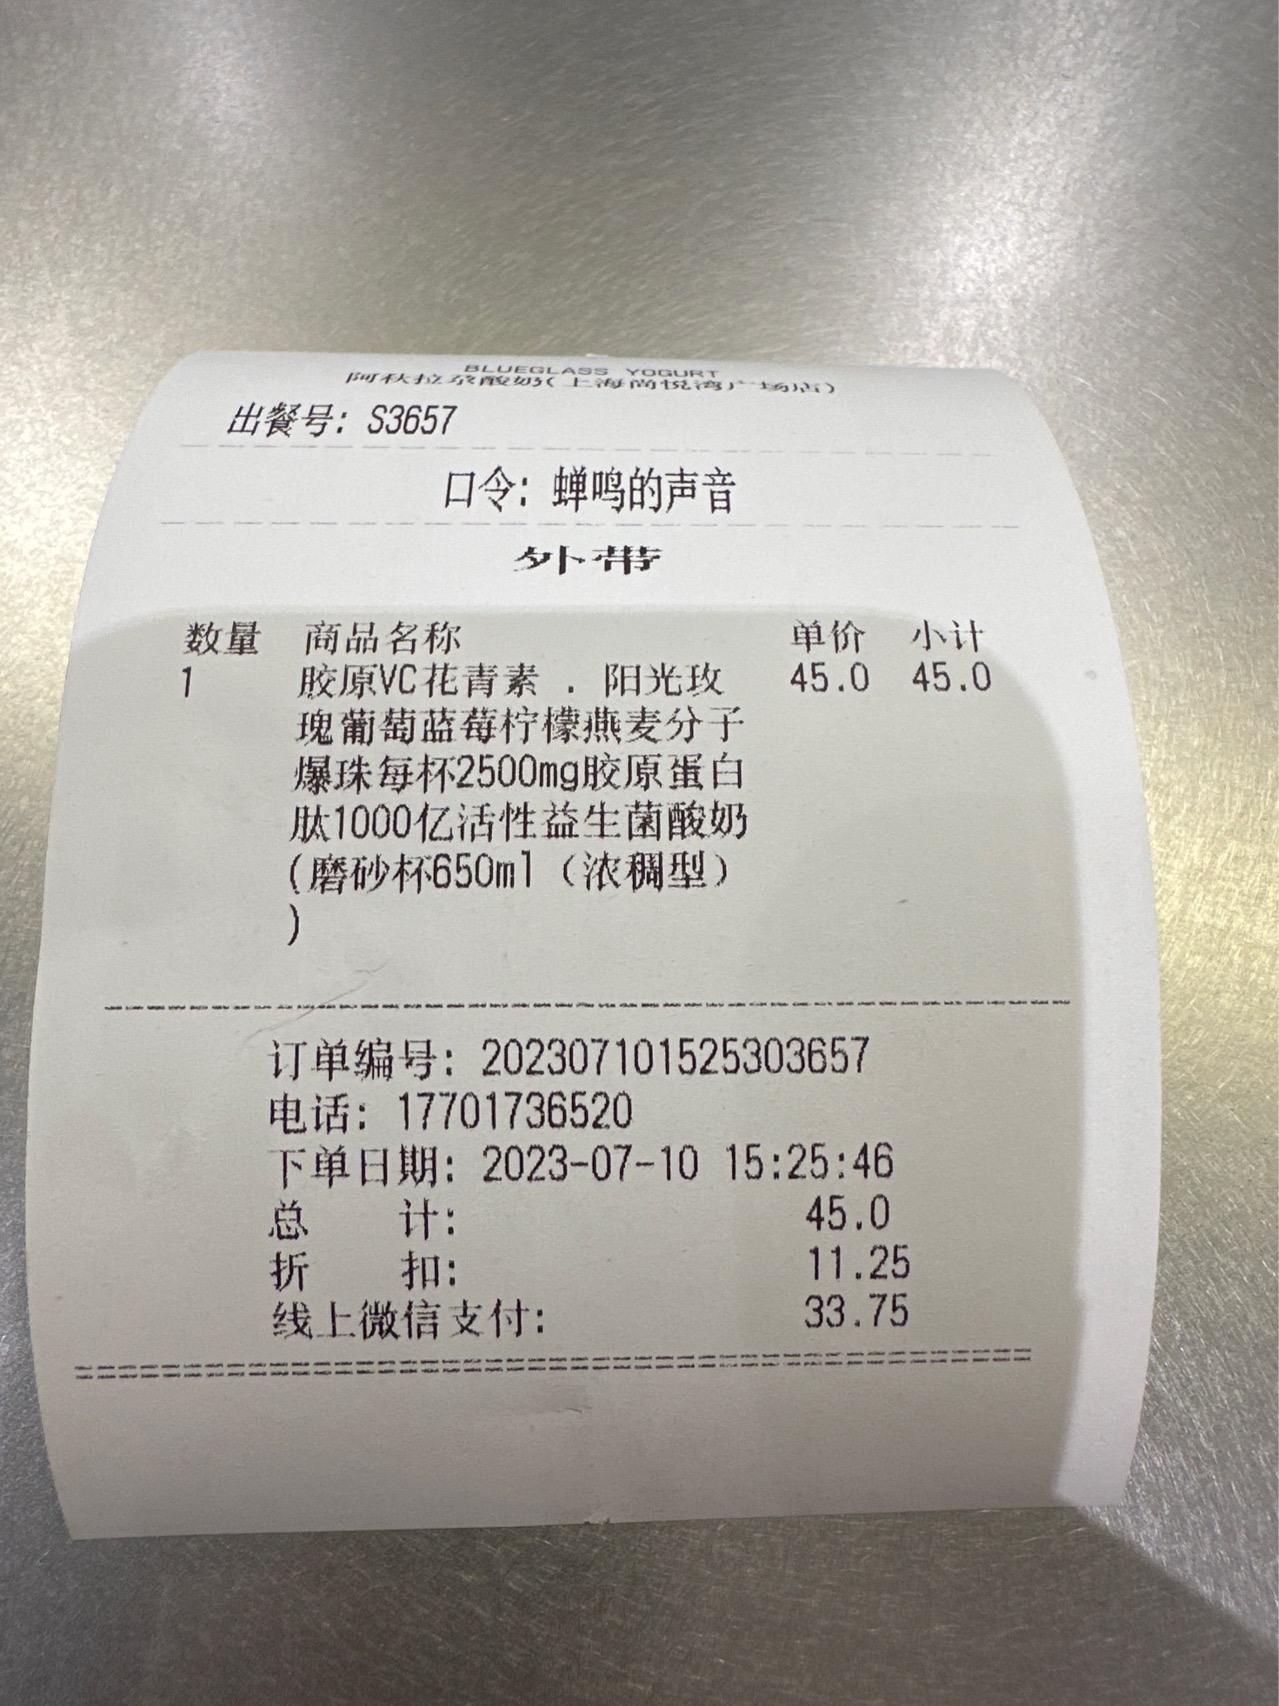 BLUEGLASS YOGURT
阿秋拉尕酸奶(上海尚悦湾广场店)
出餐号: S3657
口令: 蝉鸣的声音
外带
数量 商品名称 单价 小计
1 胶原VC花青素 . 阳光玫 45.0 45.0
瑰葡萄蓝莓柠檬燕麦分子
爆珠每杯2500mg胶原蛋白
肽1000亿活性益生菌酸奶
(磨砂杯650ml（浓稠型）
)
订单编号: 202307101525303657
电话: 17701736520
下单日期: 2023-07-10 15:25:46
总 计: 45.0
折 扣: 11.25
线上微信支付: 33.75